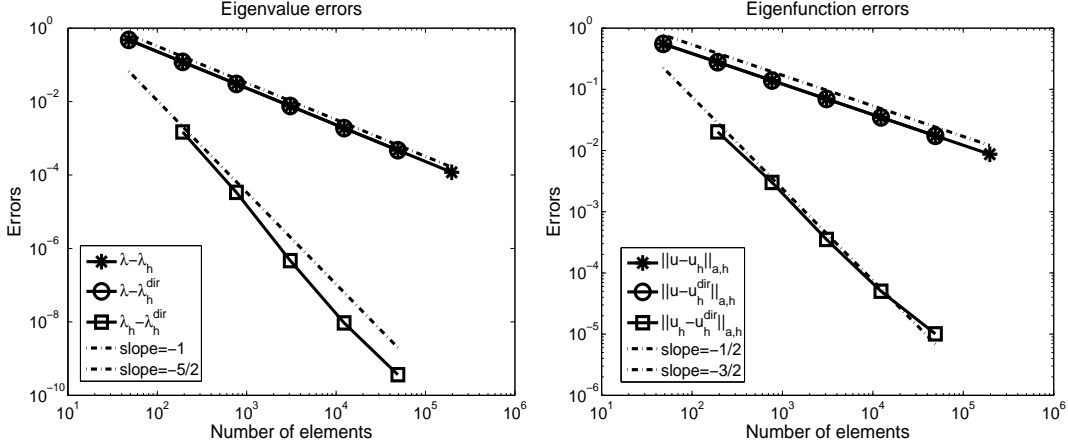 Eigenvalue errors
10^0
10^−2
10^−4
10^−6
10^−8
10^−10
Errors
λ−λ_h
λ−λ_h^dir
λ_h−λ_h^dir
slope=−1
slope=−5/2
10^1 10^2 10^3 10^4 10^5 10^6
Number of elements
Eigenfunction errors
10^0
10^−1
10^−2
10^−3
10^−4
10^−5
10^−6
Errors
||u−u_h||_a,h
||u−u_h^dir||_a,h
||u_h−u_h^dir||_a,h
slope=−1/2
slope=−3/2
10^1 10^2 10^3 10^4 10^5 10^6
Number of elements